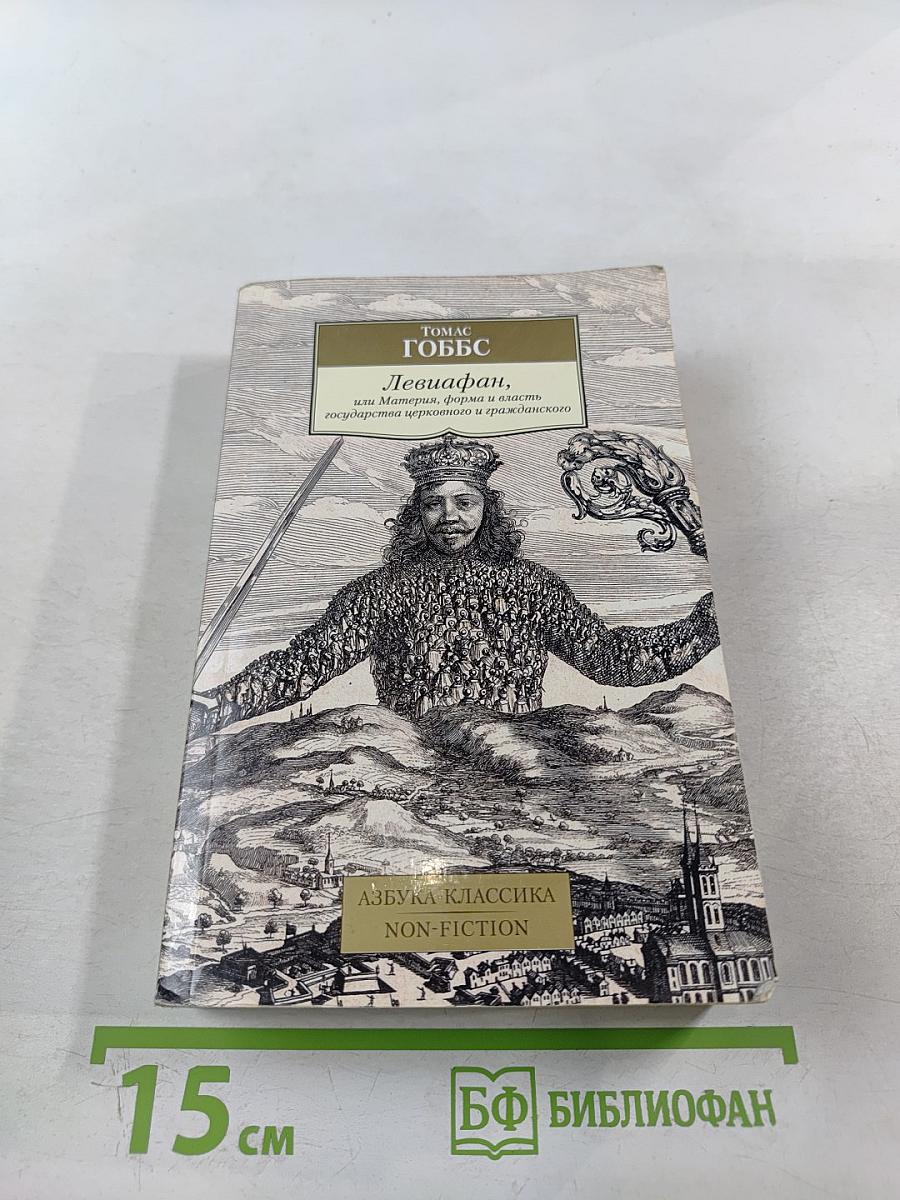 Томас
ГОББС
Левиафан,
или Материя, форма и власть
государства церковного и гражданского
АЗБУКА-КЛАССИКА
NON-FICTION
15 см
БФ БИБЛИОФАН